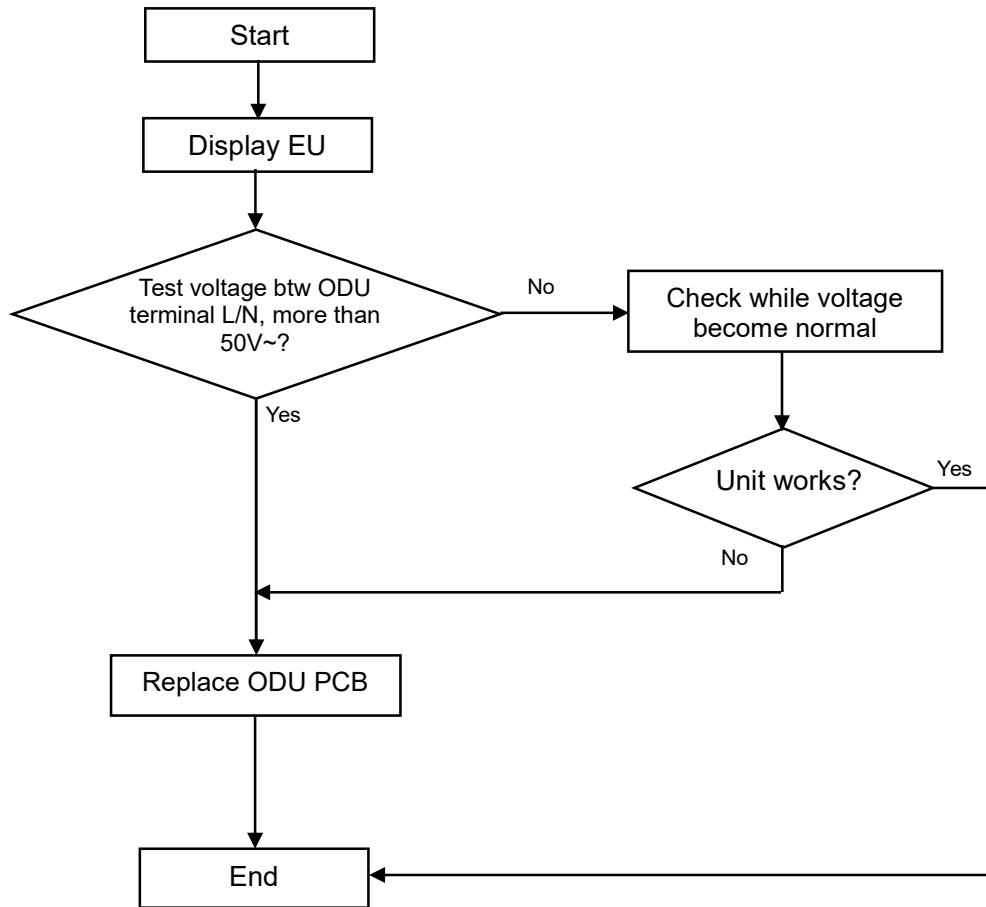 Start
Display EU
Test voltage btw ODU
terminal L/N, more than
50V~?
No
Check while voltage
become normal
Yes
Unit works?
Yes
No
Replace ODU PCB
End